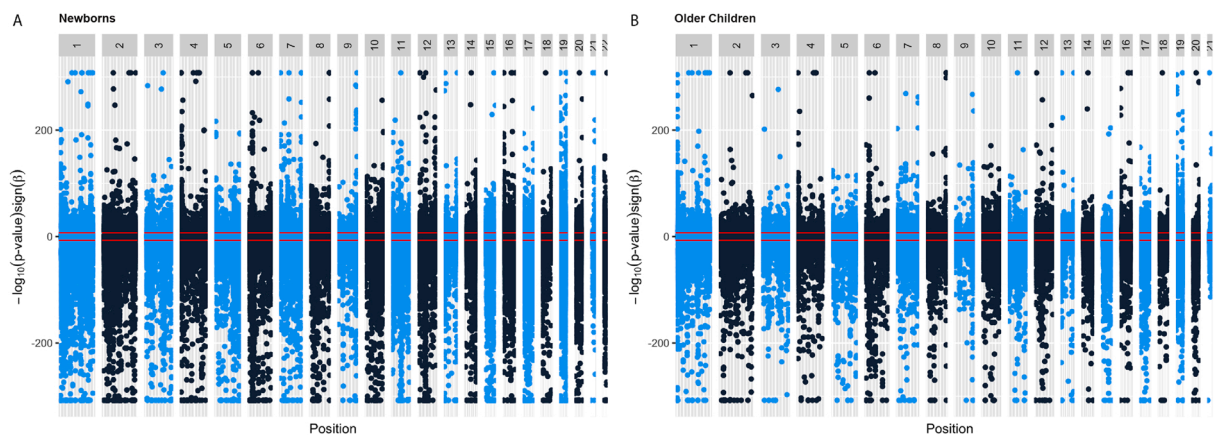 A Newborns
1 2 3 4 5 6 7 8 9 10 11 12 13 14 15 16 17 18 19 20 21 22
200
0
-200
−log10(p-value)sign(β)
Position
B Older Children
1 2 3 4 5 6 7 8 9 10 11 12 13 14 15 16 17 18 19 20 21
200
0
-200
−log10(p-value)sign(β)
Position